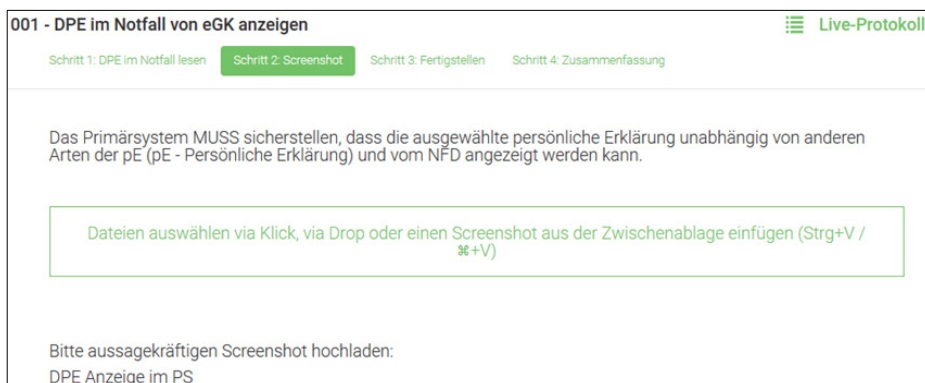 001 - DPE im Notfall von eGK anzeigen
Live-Protokoll
Schritt 1: DPE im Notfall lesen
Schritt 2: Screenshot
Schritt 3: Fertigstellen
Schritt 4: Zusammenfassung
Das Primärsystem MUSS sicherstellen, dass die ausgewählte persönliche Erklärung unabhängig von anderen
Arten der pE (pE - Persönliche Erklärung) und vom NFD angezeigt werden kann.
Dateien auswählen via Klick, via Drop oder einen Screenshot aus der Zwischenablage einfügen (Strg+V /
⌘+V)
Bitte aussagekräftigen Screenshot hochladen:
DPE Anzeige im PS